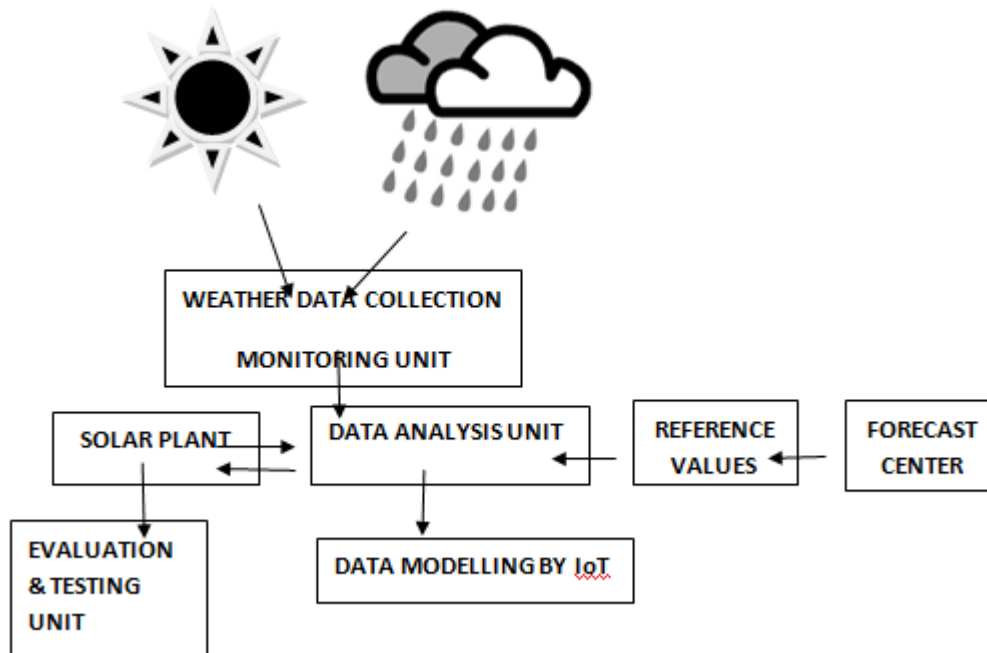 WEATHER DATA COLLECTION
MONITORING UNIT
SOLAR PLANT
DATA ANALYSIS UNIT
REFERENCE
VALUES
FORECAST
CENTER
EVALUATION
& TESTING
UNIT
DATA MODELLING BY IoT